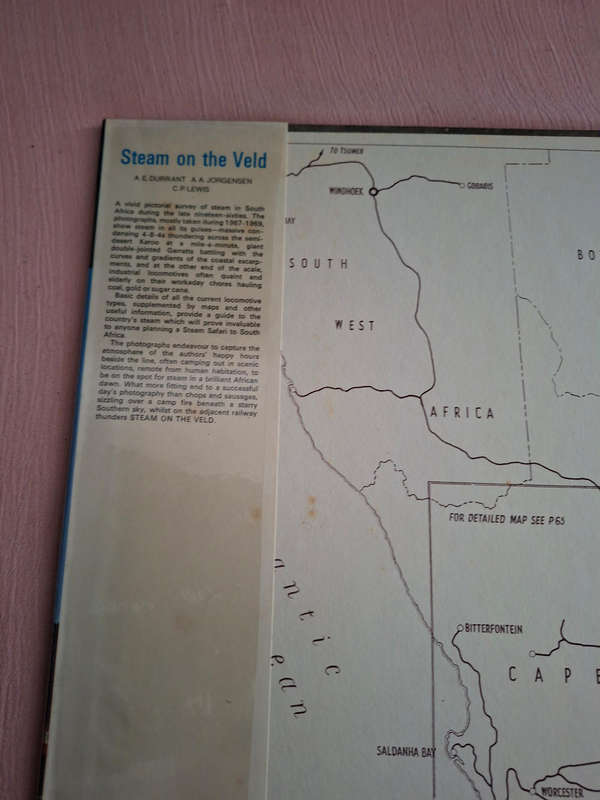 Steam on the Veld
A E DURRANT A A JORGENSEN
C P LEWIS
A vivid pictorial survey of steam in South
Africa during the late nineteen-sixties. The
photographs, mostly taken during 1967-1969,
show steam in all its guises—massive con-
densing 4-8-4s thundering across the semi-
desert Karoo at a mile-a-minute, giant
double-jointed Garratts battling with the
curves and gradients of the coastal escarp-
ments, and at the other end of the scale,
industrial locomotives often quaint and
elderly on their workaday chores hauling
coal, gold or sugar cane.
Basic details of all the current locomotive
types, supplemented by maps and other
useful information, provide a guide to the
country's steam which will prove invaluable
to anyone planning a Steam Safari to South
Africa.
The photographs endeavour to capture the
atmosphere of the authors' happy hours
beside the line, often camping out in scenic
locations, remote from human habitation, to
be on the spot for steam in a brilliant African
dawn. What more fitting end to a successful
day's photography than chops and sausages,
sizzling over a camp fire beneath a starry
Southern sky, whilst on the adjacent railway
thunders STEAM ON THE VELD.
TO TSUMEB
WINDHOEK
GOBABIS
AY
SOUTH
BO
WEST
AFRICA
FOR DETAILED MAP SEE P65
antic
ean
BITTERFONTEIN
CAPE
SALDANHA BAY
WORCESTER